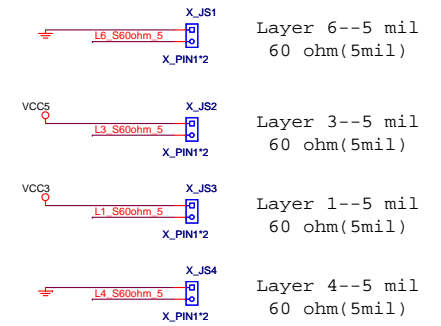 X_JS1
L6_S60ohm_5
X_PIN1*2
Layer 6--5 mil
60 ohm(5mil)
VCC5
X_JS2
L3_S60ohm_5
X_PIN1*2
Layer 3--5 mil
60 ohm(5mil)
VCC3
X_JS3
L1_S60ohm_5
X_PIN1*2
Layer 1--5 mil
60 ohm(5mil)
X_JS4
L4_S60ohm_5
X_PIN1*2
Layer 4--5 mil
60 ohm(5mil)